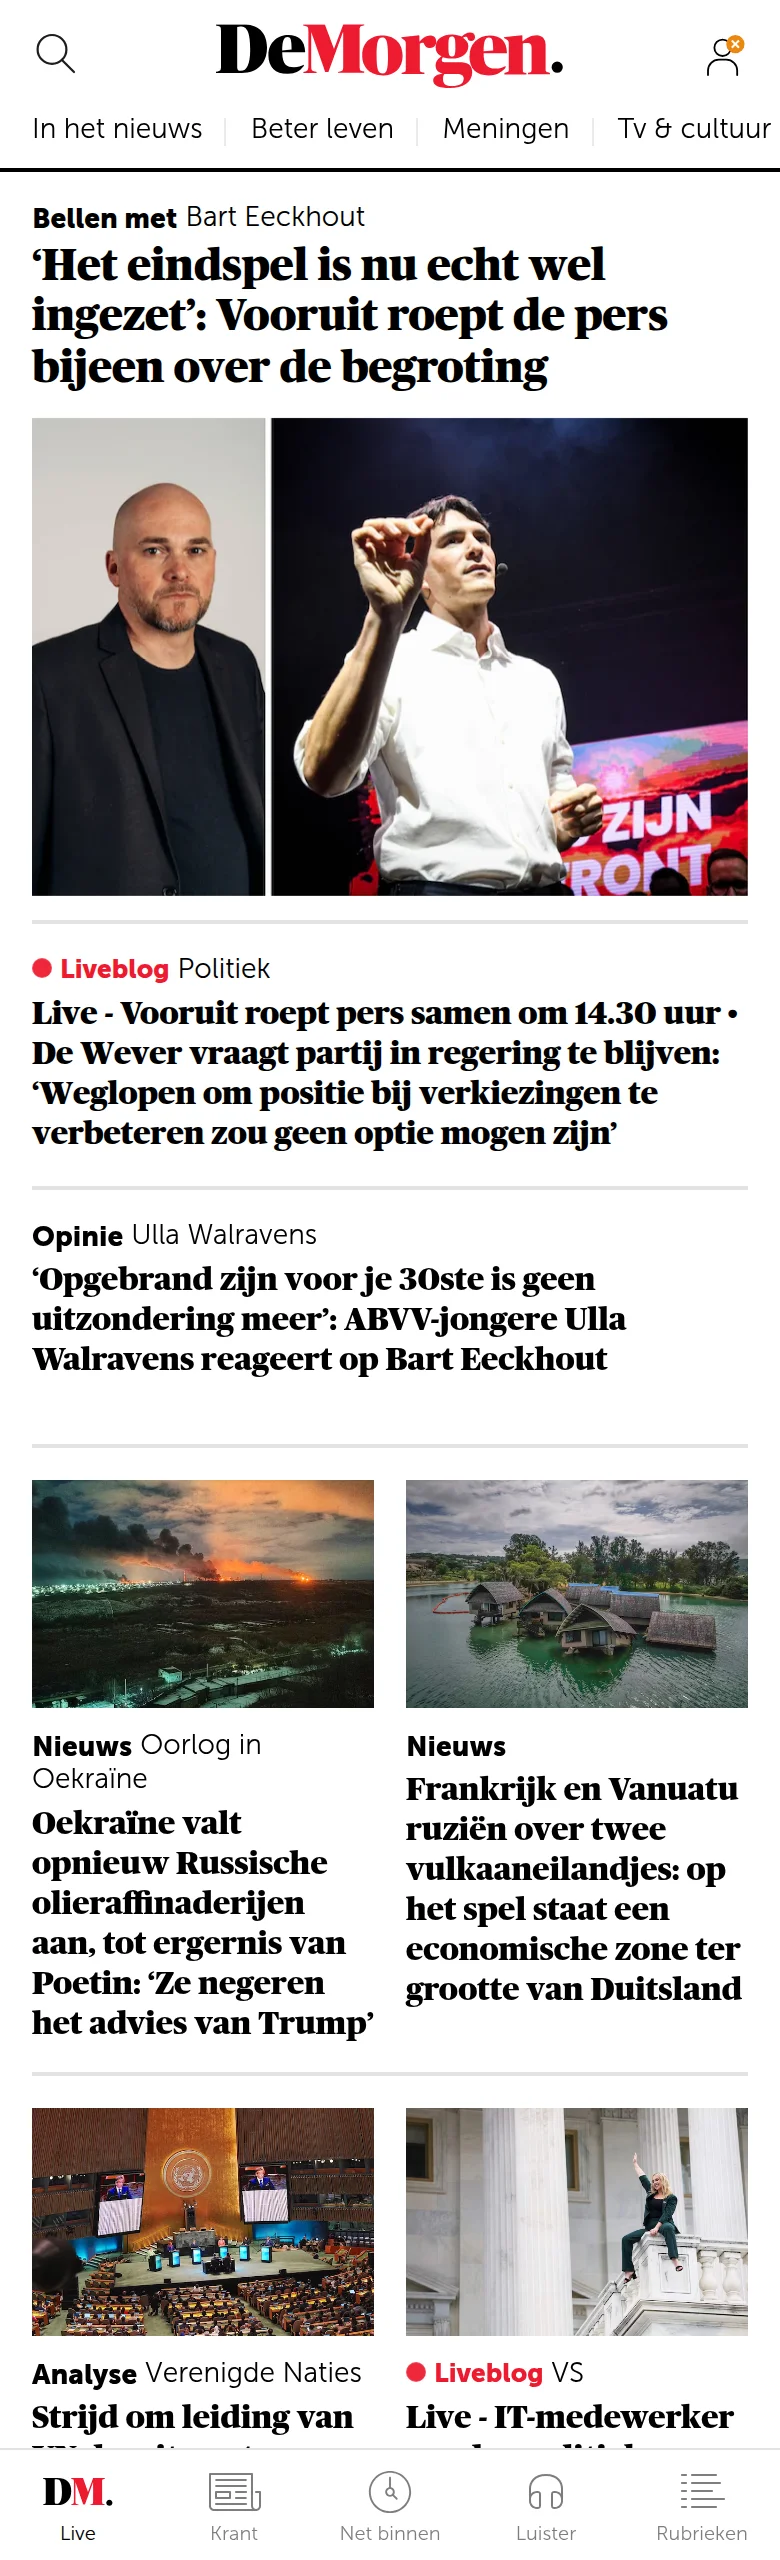 DeMorgen.
In het nieuws
Beter leven
Meningen
Tv & cultuur
Bellen met Bart Eeckhout
‘Het eindspel is nu echt wel
ingezet’: Vooruit roept de pers
bijeen over de begroting
ZIJN
FRONT
Liveblog Politiek
Live - Vooruit roept pers samen om 14.30 uur •
De Wever vraagt partij in regering te blijven:
‘Weglopen om positie bij verkiezingen te
verbeteren zou geen optie mogen zijn’
Opinie Ulla Walravens
‘Opgebrand zijn voor je 30ste is geen
uitzondering meer’: ABVV-jongere Ulla
Walravens reageert op Bart Eeckhout
Nieuws Oorlog in
Oekraïne
Oekraïne valt
opnieuw Russische
olieraffinaderijen
aan, tot ergernis van
Poetin: ‘Ze negeren
het advies van Trump’
Nieuws
Frankrijk en Vanuatu
ruziën over twee
vulkaaneilandjes: op
het spel staat een
economische zone ter
grootte van Duitsland
Analyse Verenigde Naties
Strijd om leiding van
Liveblog VS
Live - IT-medewerker
DM.
Live
Krant
Net binnen
Luister
Rubrieken